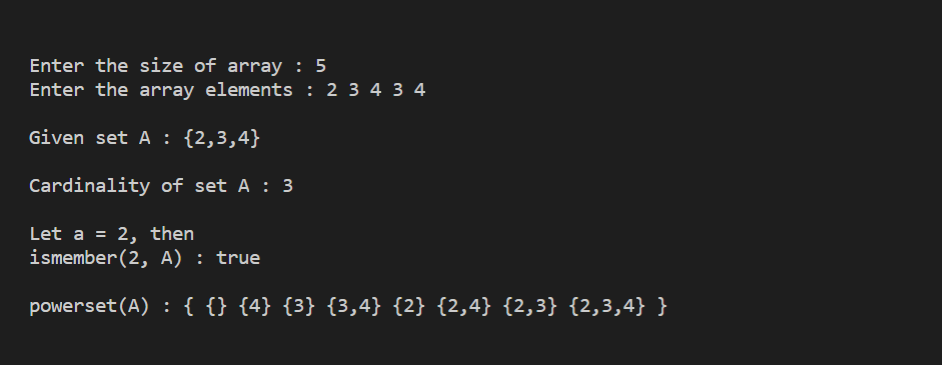 Enter the size of array : 5
Enter the array elements : 2 3 4 3 4
Given set A : {2,3,4}
Cardinality of set A : 3
Let a = 2, then
ismember(2, A) : true
powerset(A) : { {} {4} {3} {3,4} {2} {2,4} {2,3} {2,3,4} }